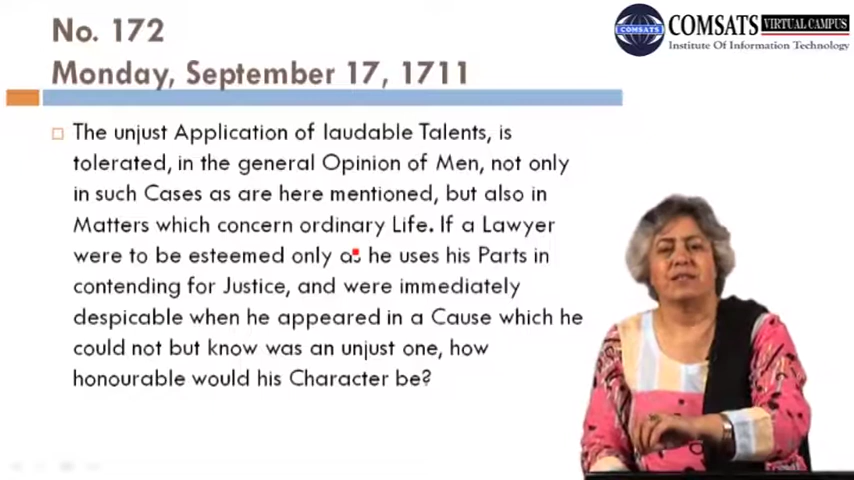 No. 172
Monday, September 17, 1711
COMSATS VIRTUAL CAMPUS
Institute Of Information Technology
COMSATS
The unjust Application of laudable Talents, is
tolerated, in the general Opinion of Men, not only
in such Cases as are here mentioned, but also in
Matters which concern ordinary Life. If a Lawyer
were to be esteemed only as he uses his Parts in
contending for Justice, and were immediately
despicable when he appeared in a Cause which he
could not but know was an unjust one, how
honourable would his Character be?